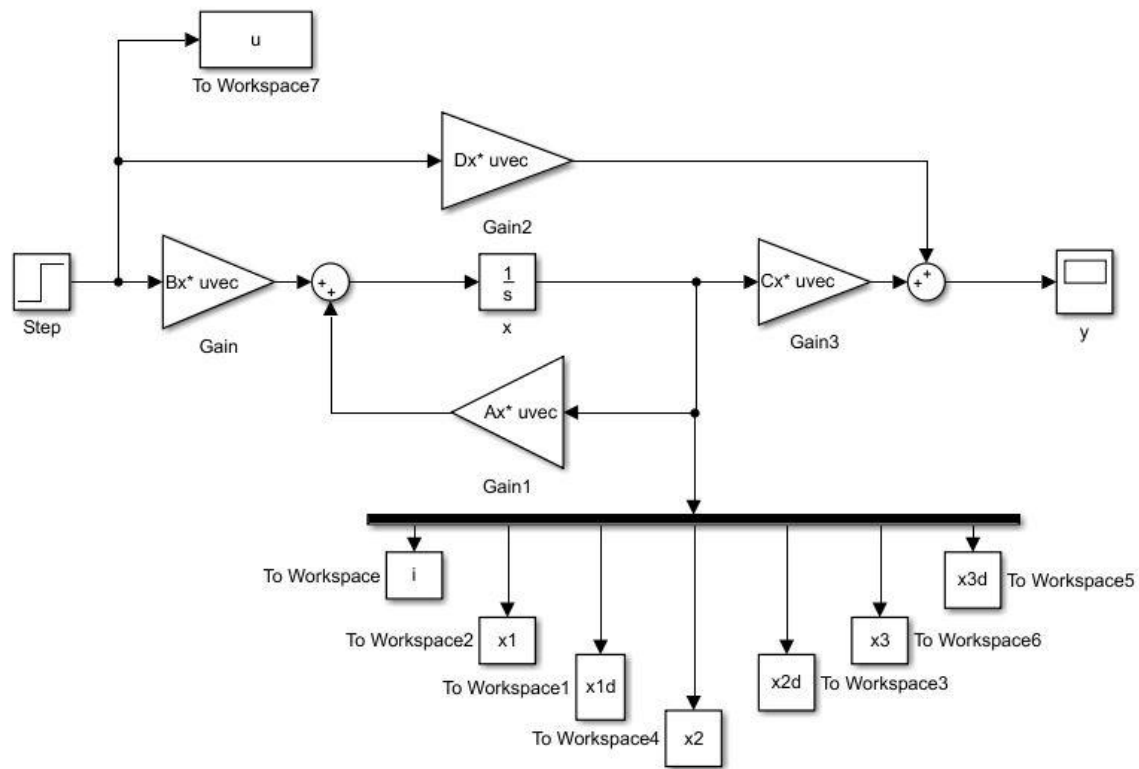 u
To Workspace7
Dx* uvec
Gain2
Step
Bx* uvec
Gain
+
+
1
s
x
Cx* uvec
Gain3
+
+
y
Ax* uvec
Gain1
To Workspace
i
To Workspace2
x1
To Workspace1
x1d
To Workspace4
x2
x2d
To Workspace3
x3
To Workspace6
x3d
To Workspace5